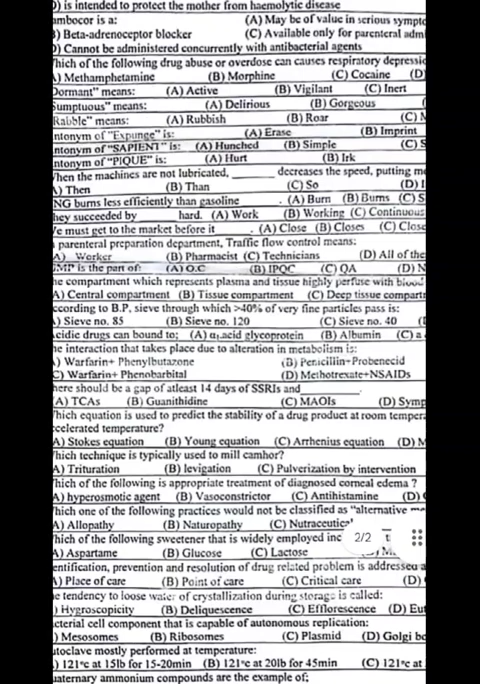 D) is intended to protect the mother from haemolytic disease
ambocor is a: (A) May be of value in serious sympto
B) Beta-adrenoceptor blocker (C) Available only for parenteral adm
D) Cannot be administered concurrently with antibacterial agents
hich of the following drug abuse or overdose can causes respiratory depressio
A) Methamphetamine (B) Morphine (C) Cocaine (D)
Dormant" means: (A) Active (B) Vigilant (C) Inert
Sumptuous" means: (A) Delirious (B) Gorgeous
Rabble" means: (A) Rubbish (B) Roar (C)
ntonym of "Expunge" is: (A) Erase (B) Imprint
ntonym of "SAPIENT" is: (A) Hunched (B) Simple (C) S
ntonym of "PIQUE" is: (A) Hurt (B) Irk
hen the machines are not lubricated, ______ decreases the speed, putting m
A) Then (B) Than (C) So (D)
NG burns less efficiently than gasoline . (A) Burn (B) Burns (C) S
hey succeeded by ______ hard. (A) Work (B) Working (C) Continuous
e must get to the market before it ____. (A) Close (B) Closes (C) Close
parenteral preparation department, Traffic flow control means:
A) Worker (B) Pharmacist (C) Technicians (D) All of the
GMP is the part of: (A) O.C (B) IPQC (C) QA (D) N
he compartment which represents plasma and tissue highly perfuse with blood
A) Central compartment (B) Tissue compartment (C) Deep tissue compart
ccording to B.P, sieve through which >40% of very fine particles pass is:
) Sieve no. 85 (B) Sieve no. 120 (C) Sieve no. 40
cidic drugs can bound to; (A) α₁acid glycoprotein (B) Albumin (C) a
he interaction that takes place due to alteration in metabolism is:
) Warfarin+ Phenylbutazone (B) Penicillin+Probenecid
C) Warfarin+ Phenobarbital (D) Methotrexate+NSAIDs
here should be a gap of atleast 14 days of SSRIs and________.
(A) TCAs (B) Guanithidine (C) MAOIs (D) Symp
hich equation is used to predict the stability of a drug product at room temper
ccelerated temperature?
A) Stokes equation (B) Young equation (C) Arrhenius equation (D) M
hich technique is typically used to mill camhor?
A) Trituration (B) levigation (C) Pulverization by intervention
hich of the following is appropriate treatment of diagnosed corneal edema ?
A) hyperosmotic agent (B) Vasoconstrictor (C) Antihistamine (D)
hich one of the following practices would not be classified as "alternative
A) Allopathy (B) Naturopathy (C) Nutraceutic
hich of the following sweetener that is widely employed inc 2/2
A) Aspartame (B) Glucose (C) Lactose
entification, prevention and resolution of drug related problem is addressed a
A) Place of care (B) Point of care (C) Critical care (D)
e tendency to loose water of crystallization during storage is called:
) Hygroscopicity (B) Deliquescence (C) Efflorescence (D) Eut
cterial cell component that is capable of autonomous replication:
) Mesosomes (B) Ribosomes (C) Plasmid (D) Golgi bo
utoclave mostly performed at temperature:
) 121°c at 15lb for 15-20min (B) 121°c at 20lb for 45min (C) 121°c at
uaternary ammonium compounds are the example of;